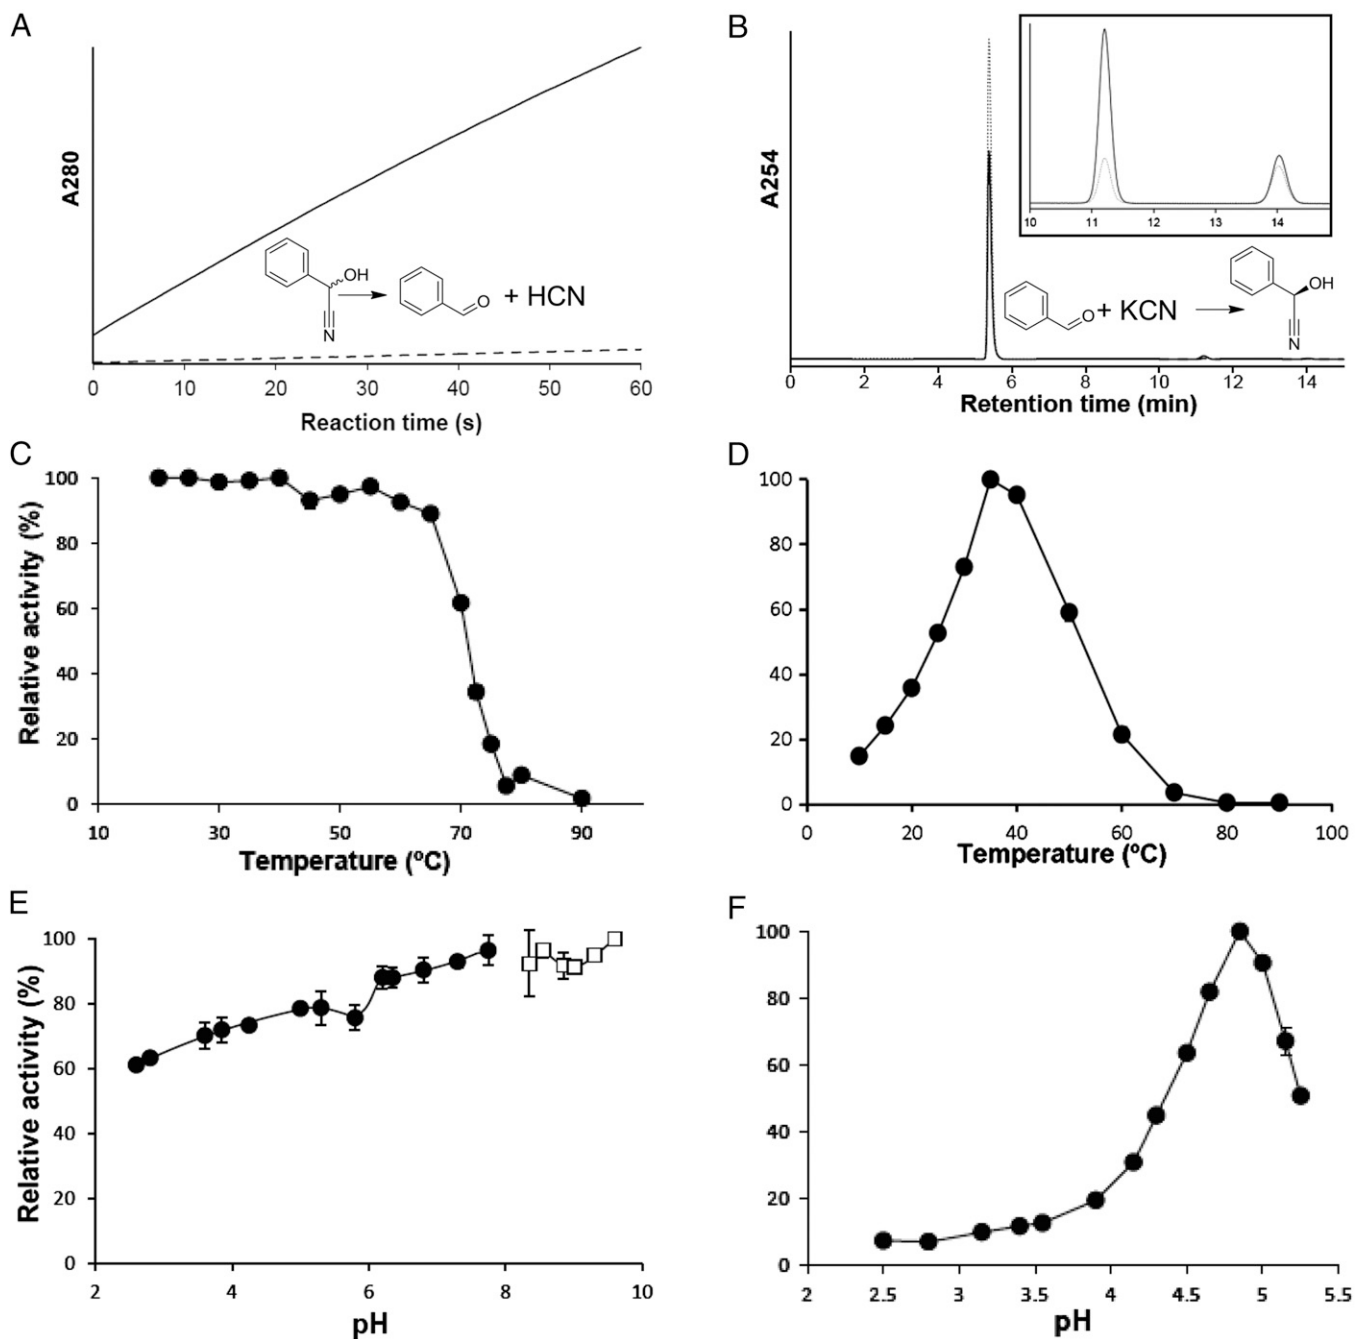 A
A280
OH
N
O
+ HCN
0 10 20 30 40 50 60
Reaction time (s)
B
A254
10 11 12 13 14
O
+ KCN
OH
N
0 2 4 6 8 10 12 14
Retention time (min)
C
Relative activity (%)
100
80
60
40
20
0
10 30 50 70 90
Temperature (ºC)
D
100
80
60
40
20
0
0 20 40 60 80 100
Temperature (ºC)
E
Relative activity (%)
100
80
60
40
20
0
2 4 6 8 10
pH
F
100
80
60
40
20
0
2 2.5 3 3.5 4 4.5 5 5.5
pH